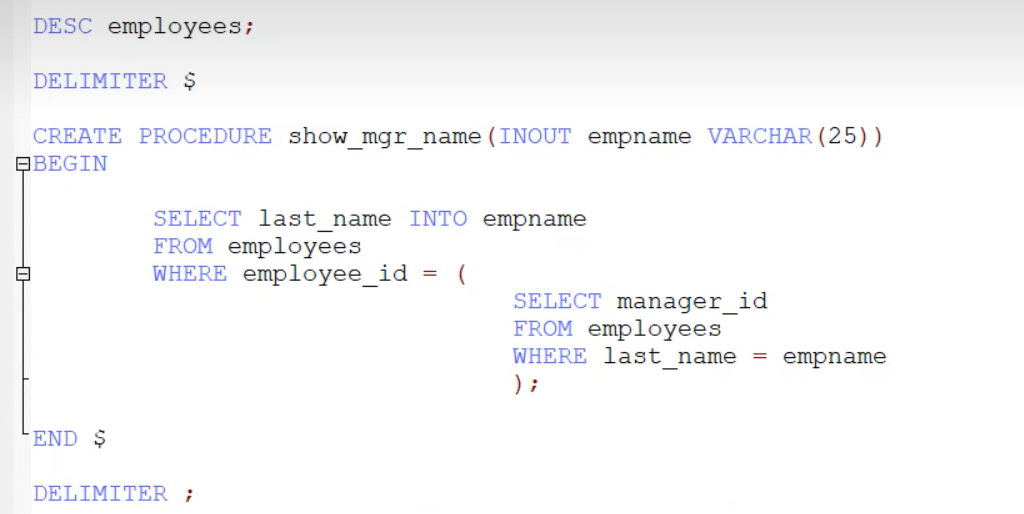 DESC employees;
DELIMITER $
CREATE PROCEDURE show_mgr_name(INOUT empname VARCHAR(25))
BEGIN
SELECT last_name INTO empname
FROM employees
WHERE employee_id = (
SELECT manager_id
FROM employees
WHERE last_name = empname
);
END $
DELIMITER ;